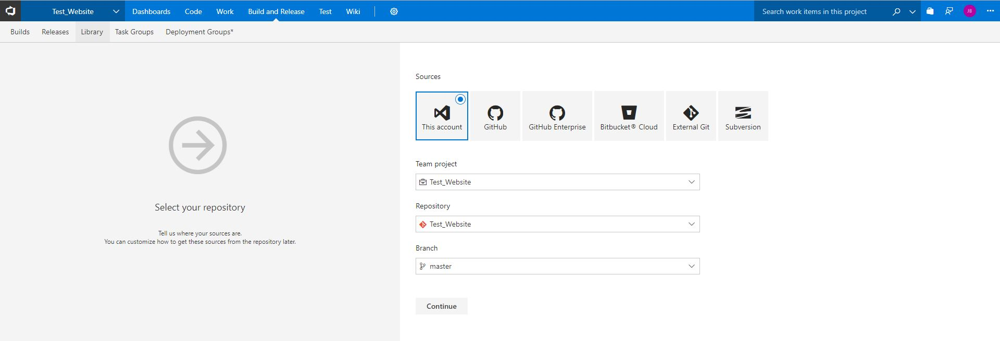 Test_Website Dashboards Code Work Build and Release Test Wiki Search work items in this project JB
Builds Releases Library Task Groups Deployment Groups*
Select your repository
Tell us where your sources are.
You can customize how to get these sources from the repository later.
Sources
This account GitHub GitHub Enterprise Bitbucket® Cloud External Git Subversion
Team project
Test_Website
Repository
Test_Website
Branch
master
Continue